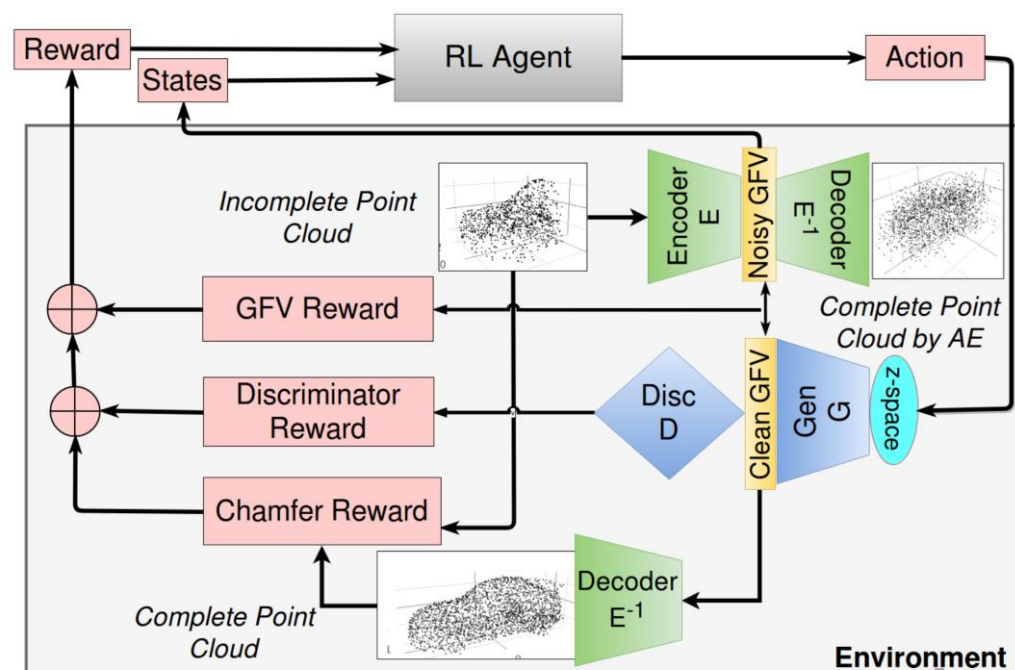 Reward
RL Agent
Action
States
Incomplete Point
Cloud
Encoder
E
Noisy GFV
Decoder
E-1
GFV Reward
Complete Point
Cloud by AE
Discriminator
Reward
Disc
D
Clean GFV
Gen
G
z-space
Chamfer Reward
Decoder
E-1
Complete Point
Cloud
Environment